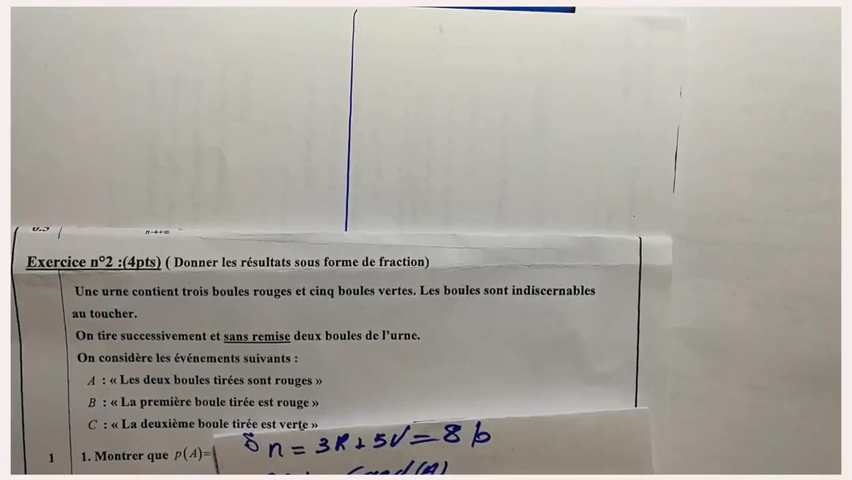 0.5
n→+∞
Exercice n°2 :(4pts) ( Donner les résultats sous forme de fraction)
Une urne contient trois boules rouges et cinq boules vertes. Les boules sont indiscernables
au toucher.
On tire successivement et sans remise deux boules de l'urne.
On considère les événements suivants :
A : « Les deux boules tirées sont rouges »
B : « La première boule tirée est rouge »
C : « La deuxième boule tirée est verte »
n = 3R + 5V = 8 b
1 1. Montrer que p(A)=
Card(A)